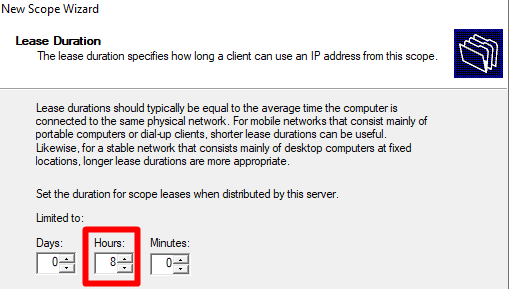 New Scope Wizard
Lease Duration
The lease duration specifies how long a client can use an IP address from this scope.
Lease durations should typically be equal to the average time the computer is
connected to the same physical network. For mobile networks that consist mainly of
portable computers or dial-up clients, shorter lease durations can be useful.
Likewise, for a stable network that consists mainly of desktop computers at fixed
locations, longer lease durations are more appropriate.
Set the duration for scope leases when distributed by this server.
Limited to:
Days: Hours: Minutes:
0 8 0